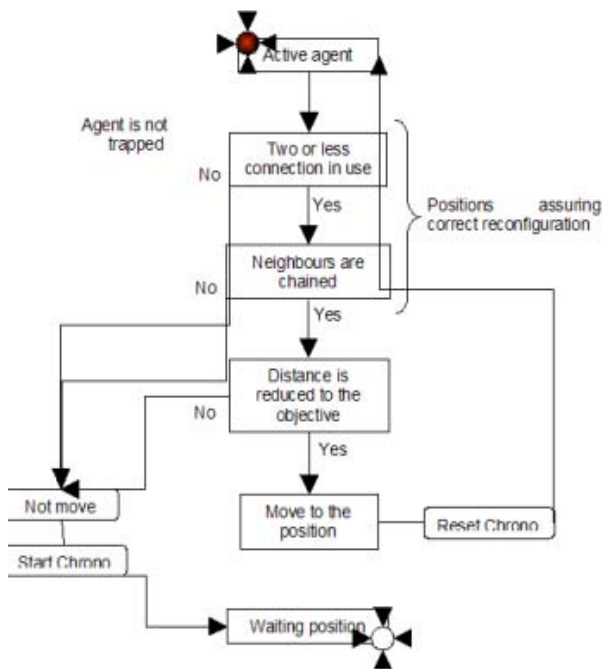 Active agent
Agent is not
trapped
Two or less
connection in use
No
Yes
Positions assuring
correct reconfiguration
Neighbours are
chained
No
Yes
Distance is
reduced to the
objective
No
Yes
Not move
Move to the
position
Reset Chrono
Start Chrono
Waiting position